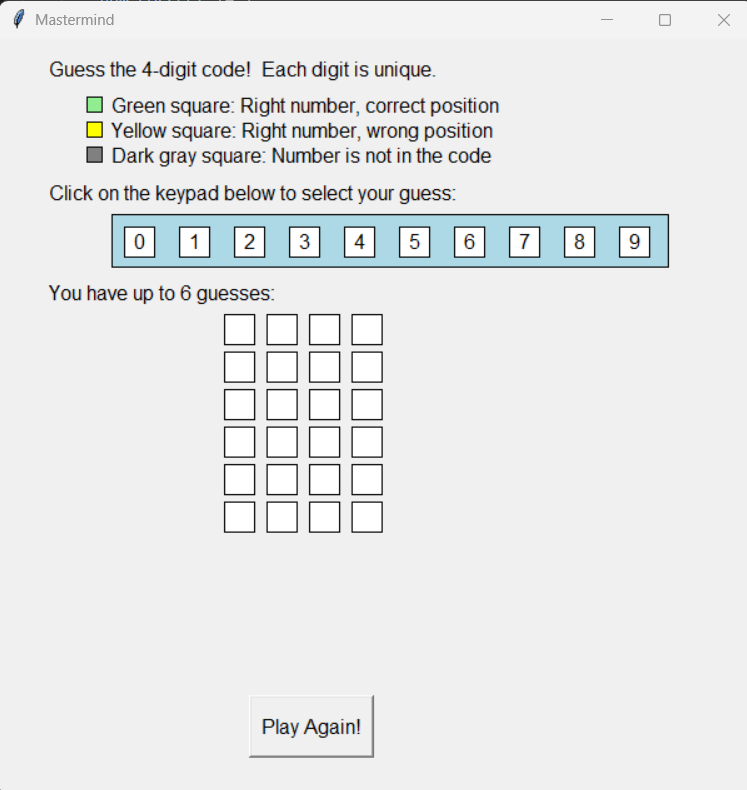 Mastermind
Guess the 4-digit code!  Each digit is unique.
Green square: Right number, correct position
Yellow square: Right number, wrong position
Dark gray square: Number is not in the code
Click on the keypad below to select your guess:
0 1 2 3 4 5 6 7 8 9
You have up to 6 guesses:
Play Again!